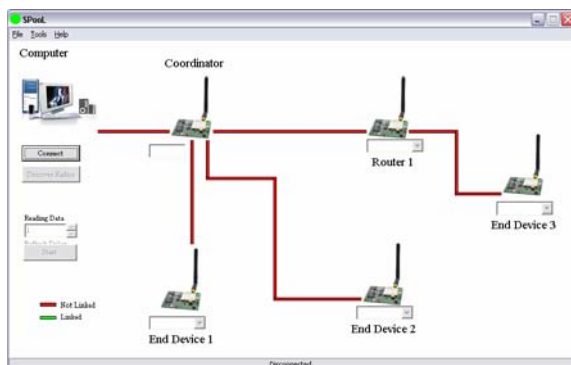 SPooL
File Tools Help
Computer
Coordinator
Connect
Discover Radios
Router 1
End Device 3
Reading Data
1
Start
Not Linked
Linked
End Device 1
End Device 2
Disconnected